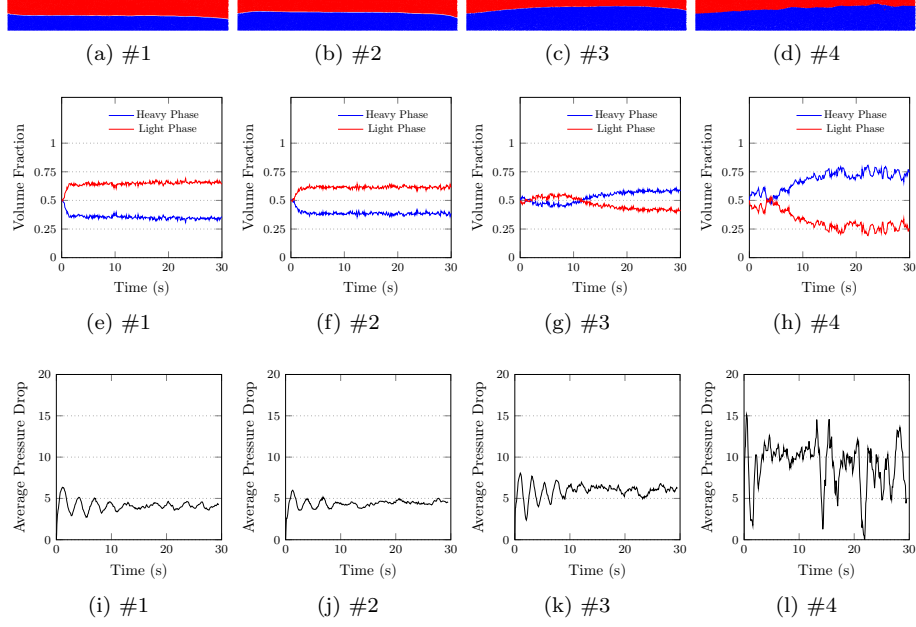 (a) #1
(b) #2
(c) #3
(d) #4
Volume Fraction
1
0.75
0.5
0.25
0
Heavy Phase
Light Phase
0
10
20
30
Time (s)
(e) #1
Volume Fraction
1
0.75
0.5
0.25
0
Heavy Phase
Light Phase
0
10
20
30
Time (s)
(f) #2
Volume Fraction
1
0.75
0.5
0.25
0
Heavy Phase
Light Phase
0
10
20
30
Time (s)
(g) #3
Volume Fraction
1
0.75
0.5
0.25
0
Heavy Phase
Light Phase
0
10
20
30
Time (s)
(h) #4
Average Pressure Drop
20
15
10
5
0
0
10
20
30
Time (s)
(i) #1
Average Pressure Drop
20
15
10
5
0
0
10
20
30
Time (s)
(j) #2
Average Pressure Drop
20
15
10
5
0
0
10
20
30
Time (s)
(k) #3
Average Pressure Drop
20
15
10
5
0
0
10
20
30
Time (s)
(l) #4